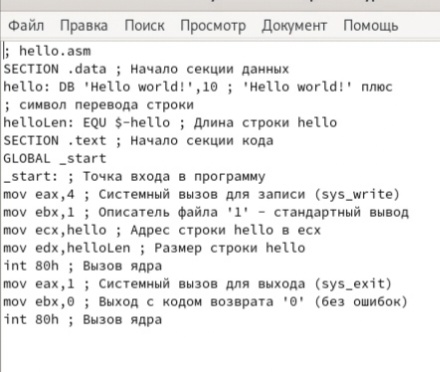 Файл Правка Поиск Просмотр Документ Помощь
; hello.asm
SECTION .data ; Начало секции данных
hello: DB 'Hello world!',10 ; 'Hello world!' плюс
; символ перевода строки
helloLen: EQU $-hello ; Длина строки hello
SECTION .text ; Начало секции кода
GLOBAL _start
_start: ; Точка входа в программу
mov eax,4 ; Системный вызов для записи (sys_write)
mov ebx,1 ; Описатель файла '1' - стандартный вывод
mov ecx,hello ; Адрес строки hello в ecx
mov edx,helloLen ; Размер строки hello
int 80h ; Вызов ядра
mov eax,1 ; Системный вызов для выхода (sys_exit)
mov ebx,0 ; Выход с кодом возврата '0' (без ошибок)
int 80h ; Вызов ядра